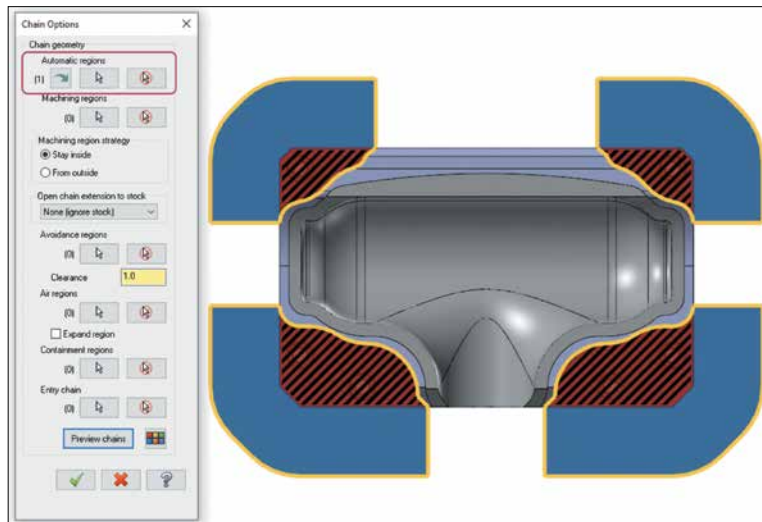 Chain Options
Chain geometry
Automatic regions
(1)
Machining regions
(0)
Machining region strategy
Stay inside
From outside
Open chain extension to stock
None (ignore stock)
Avoidance regions
(0)
Clearance 1.0
Air regions
(0)
Expand region
Containment regions
(0)
Entry chain
(0)
Preview chains
?